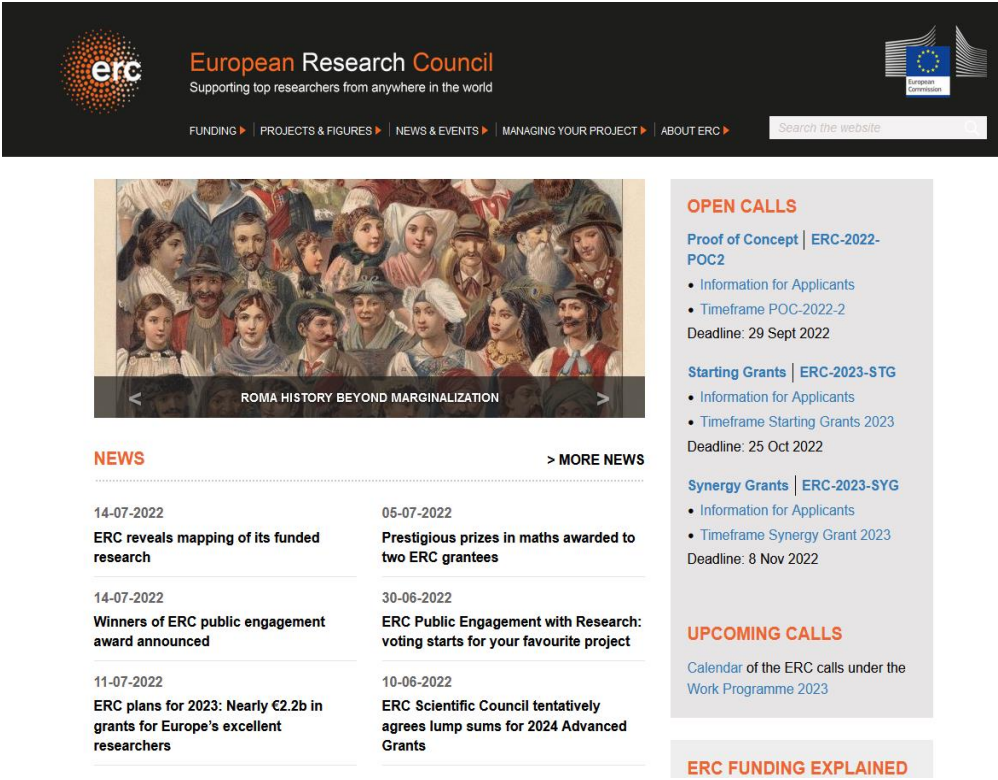 erc
European Research Council
Supporting top researchers from anywhere in the world
European
Commission
FUNDING
PROJECTS & FIGURES
NEWS & EVENTS
MANAGING YOUR PROJECT
ABOUT ERC
Search the website
< ROMA HISTORY BEYOND MARGINALIZATION >
NEWS
> MORE NEWS
14-07-2022
ERC reveals mapping of its funded
research
14-07-2022
Winners of ERC public engagement
award announced
11-07-2022
ERC plans for 2023: Nearly €2.2b in
grants for Europe's excellent
researchers
05-07-2022
Prestigious prizes in maths awarded to
two ERC grantees
30-06-2022
ERC Public Engagement with Research:
voting starts for your favourite project
10-06-2022
ERC Scientific Council tentatively
agrees lump sums for 2024 Advanced
Grants
OPEN CALLS
Proof of Concept | ERC-2022-
POC2
• Information for Applicants
• Timeframe POC-2022-2
Deadline: 29 Sept 2022
Starting Grants | ERC-2023-STG
• Information for Applicants
• Timeframe Starting Grants 2023
Deadline: 25 Oct 2022
Synergy Grants | ERC-2023-SYG
• Information for Applicants
• Timeframe Synergy Grant 2023
Deadline: 8 Nov 2022
UPCOMING CALLS
Calendar of the ERC calls under the
Work Programme 2023
ERC FUNDING EXPLAINED